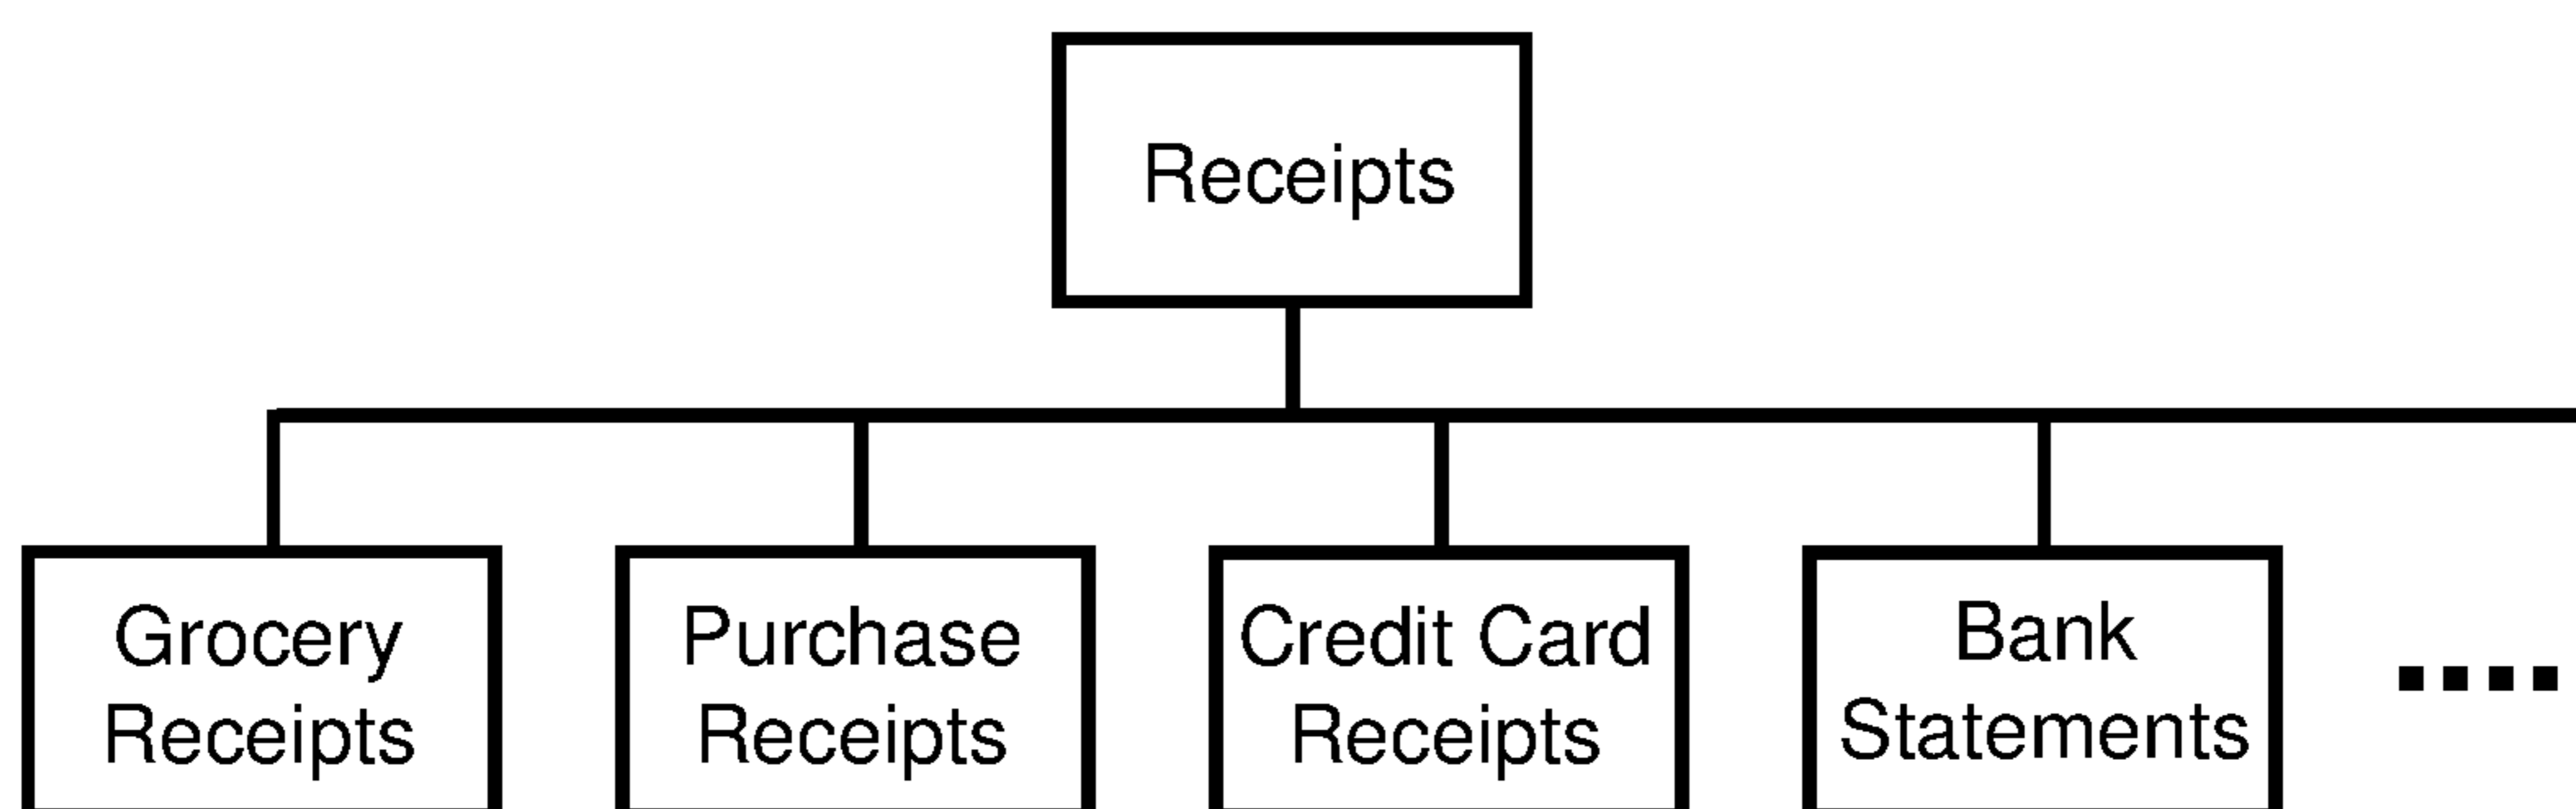 Receipts
Grocery
Receipts
Purchase
Receipts
Credit Card
Receipts
Bank
Statements
....